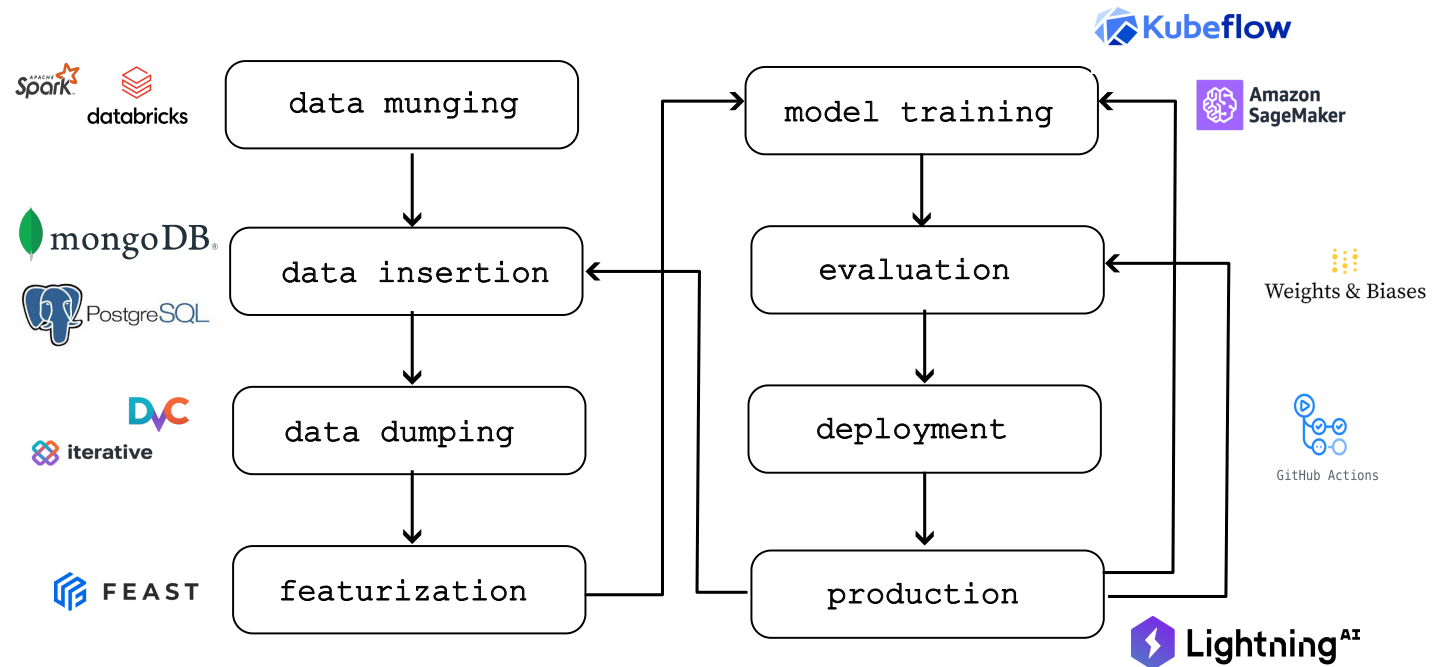 Kubeflow
APACHE
Spark
databricks
data munging
model training
Amazon
SageMaker
mongoDB®
PostgreSQL
data insertion
evaluation
Weights & Biases
DVC
iterative
data dumping
deployment
GitHub Actions
FEAST
featurization
production
Lightning AI